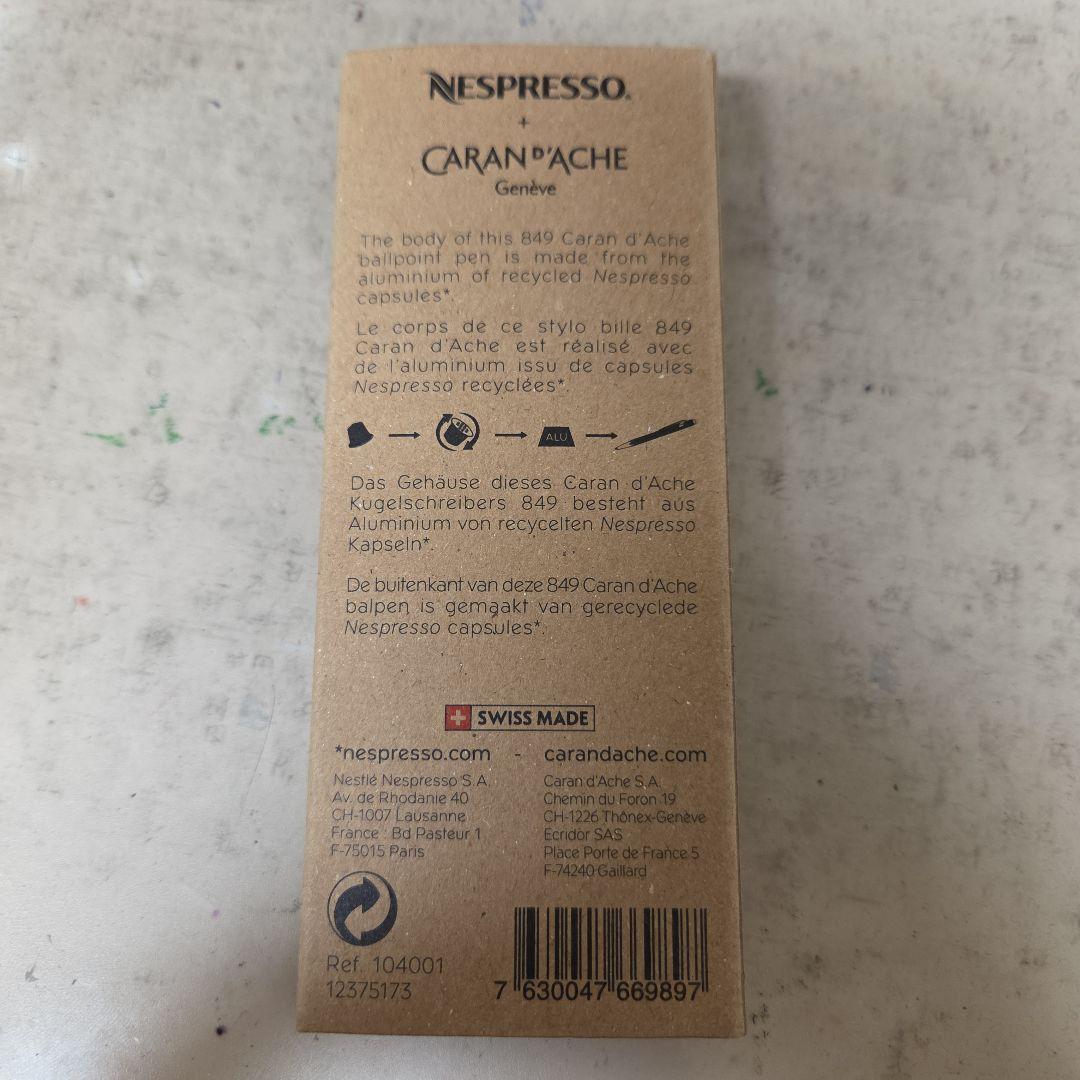 NESPRESSO.
+
CARAN D'ACHE
Genève
The body of this 849 Caran d'Ache
ballpoint pen is made from the
aluminium of recycled Nespresso
capsules*.
Le corps de ce stylo bille 849
Caran d'Ache est réalisé avec
de l'aluminium issu de capsules
Nespresso recyclées*.
ALU
Das Gehäuse dieses Caran d'Ache
Kugelschreibers 849 besteht aus
Aluminium von recycelten Nespresso
Kapseln*.
De buitenkant van deze 849 Caran d'Ache
balpen is gemaakt van gerecyclede
Nespresso capsules*.
SWISS MADE
*nespresso.com - carandache.com
Nestlé Nespresso S.A.
Av. de Rhodanie 40
CH-1007 Lausanne
France : Bd Pasteur 1
F-75015 Paris
Caran d'Ache S.A.
Chemin du Foron 19
CH-1226 Thônex-Genève
Ecridor SAS
Place Porte de France 5
F-74240 Gaillard
Ref. 104001
12375173
7 630047 669897